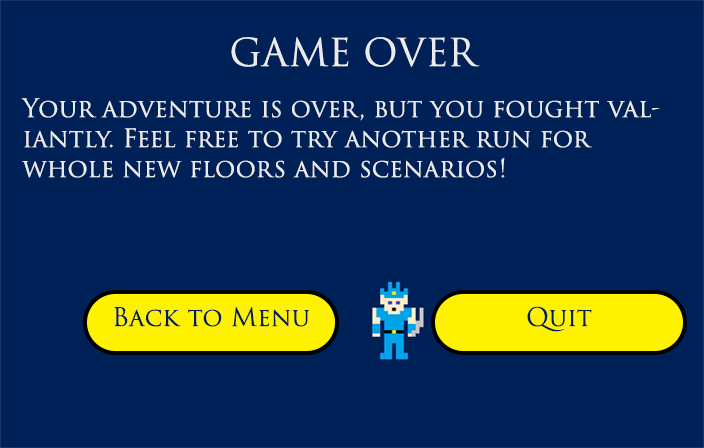 GAME OVER
Your adventure is over, but you fought val-
iantly. Feel free to try another run for
whole new floors and scenarios!
Back to Menu
Quit